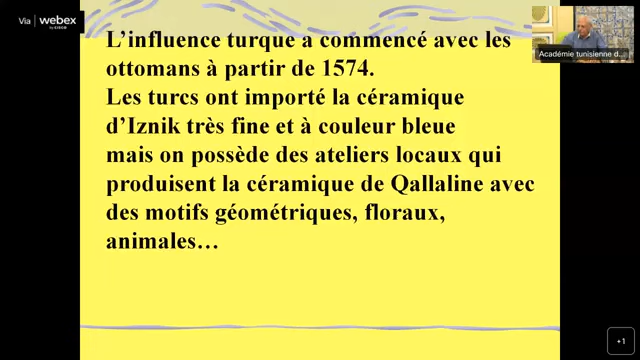 Via
webex
by CISCO
L'influence turque a commencé avec les
ottomans à partir de 1574.
Les turcs ont importé la céramique
d'Iznik très fine et à couleur bleue
mais on possède des ateliers locaux qui
produisent la céramique de Qallaline avec
des motifs géométriques, floraux,
animales…
Académie tunisienne d...
+1